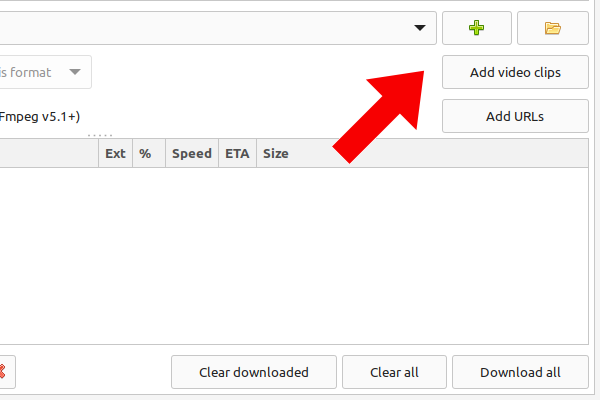 is format
Add video clips
Fmpeg v5.1+)
Add URLs
Ext % Speed ETA Size
Clear downloaded Clear all Download all